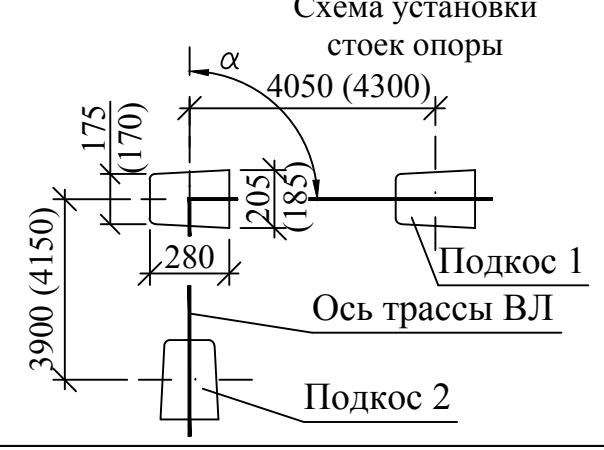 Схема установки
стоек опоры
α
4050 (4300)
175
(170)
205
(185)
280
3900 (4150)
Подкос 1
Ось трассы ВЛ
Подкос 2